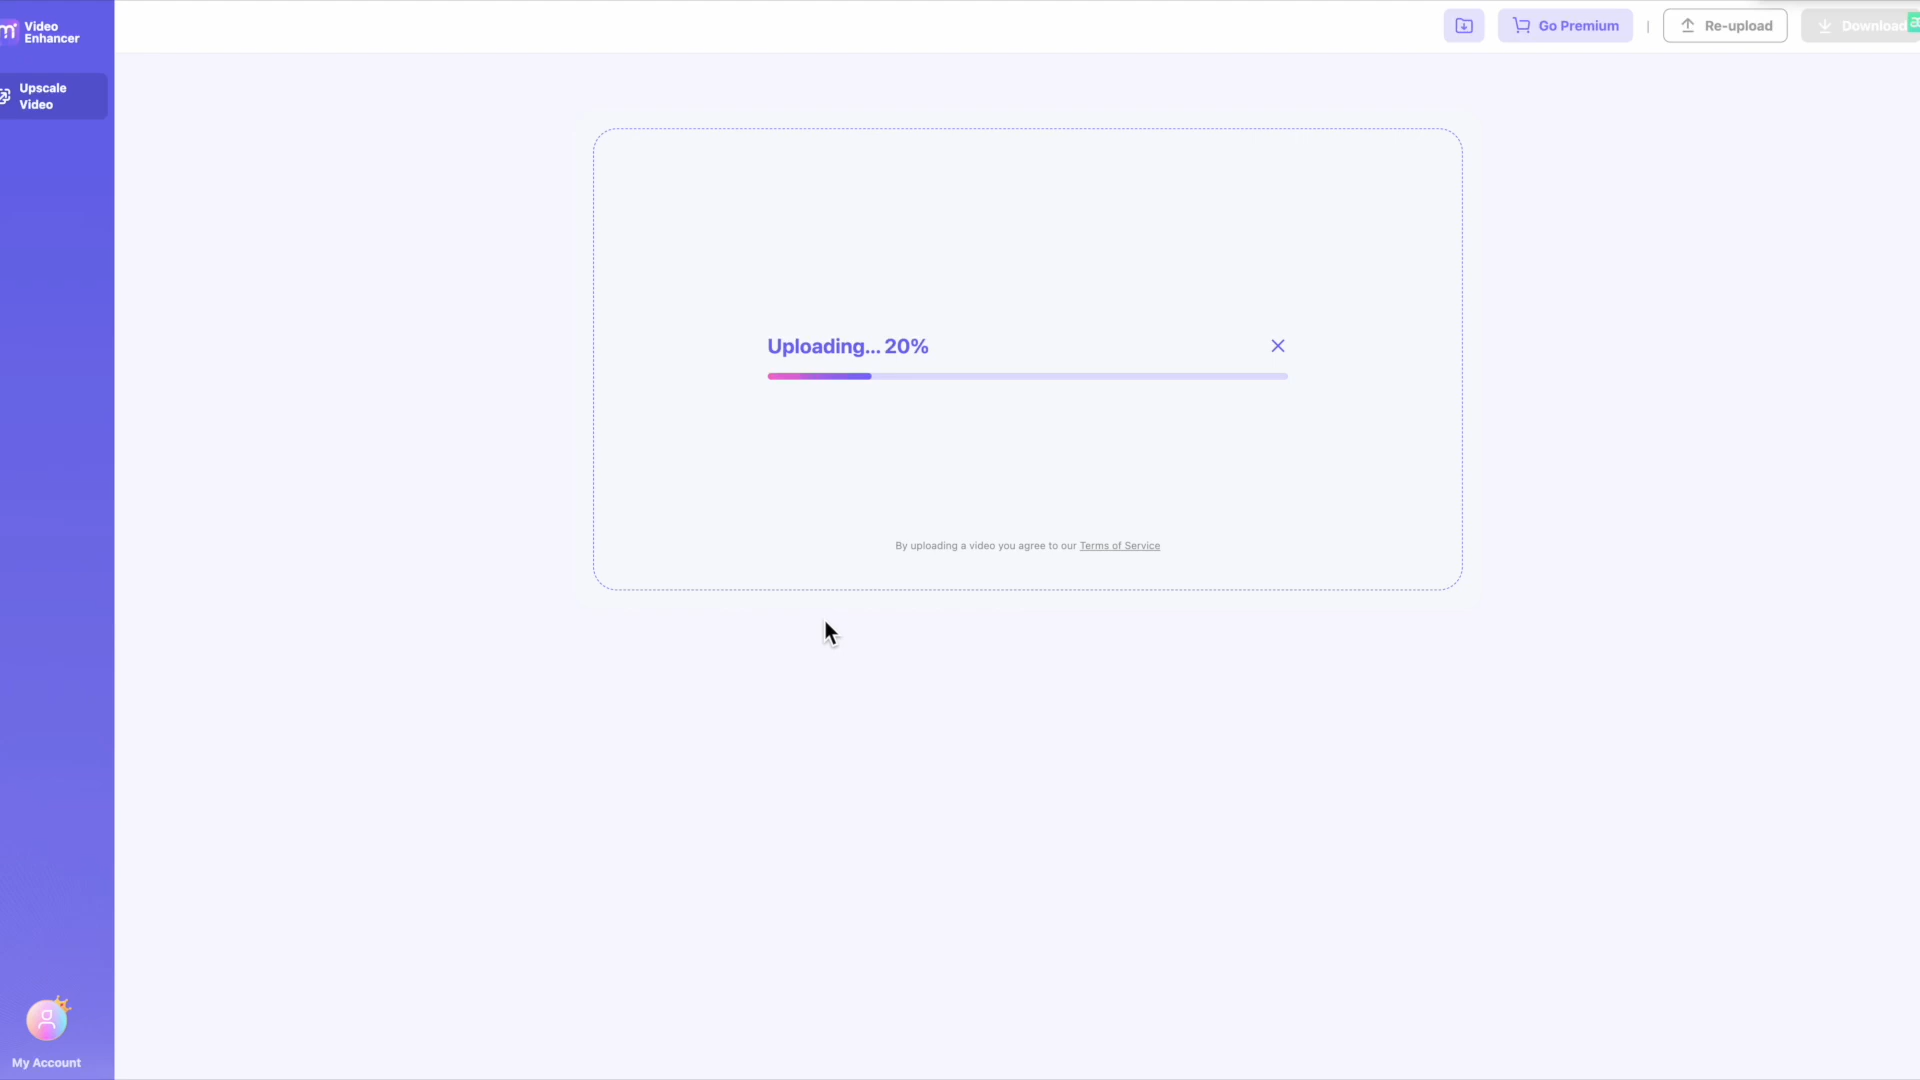 Video
Enhancer
Go Premium
|
Re-upload
Download
Upscale
Video
Uploading... 20%
By uploading a video you agree to our Terms of Service
My Account